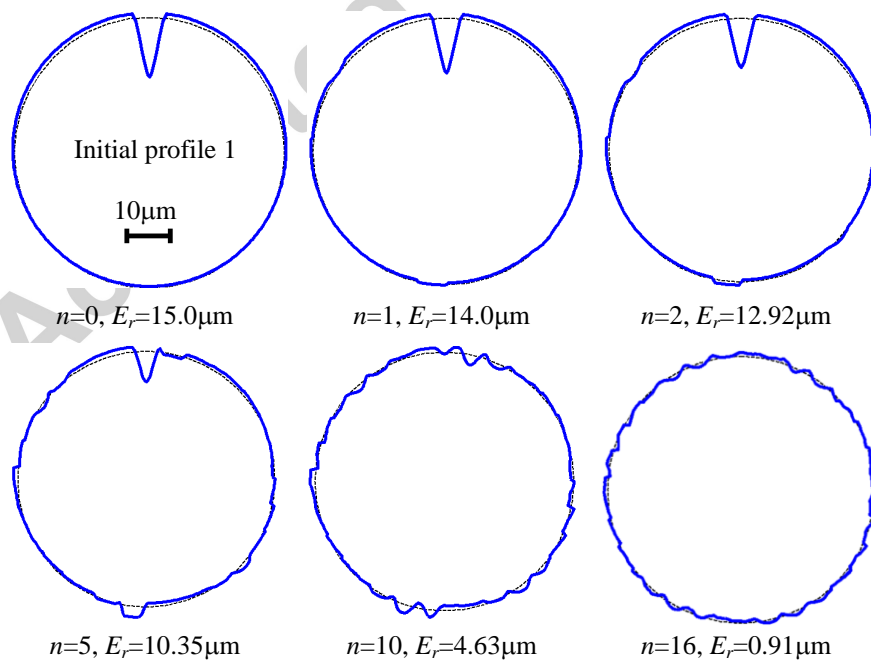 Initial profile 1
10μm
n=0, Er=15.0μm
n=1, Er=14.0μm
n=2, Er=12.92μm
n=5, Er=10.35μm
n=10, Er=4.63μm
n=16, Er=0.91μm